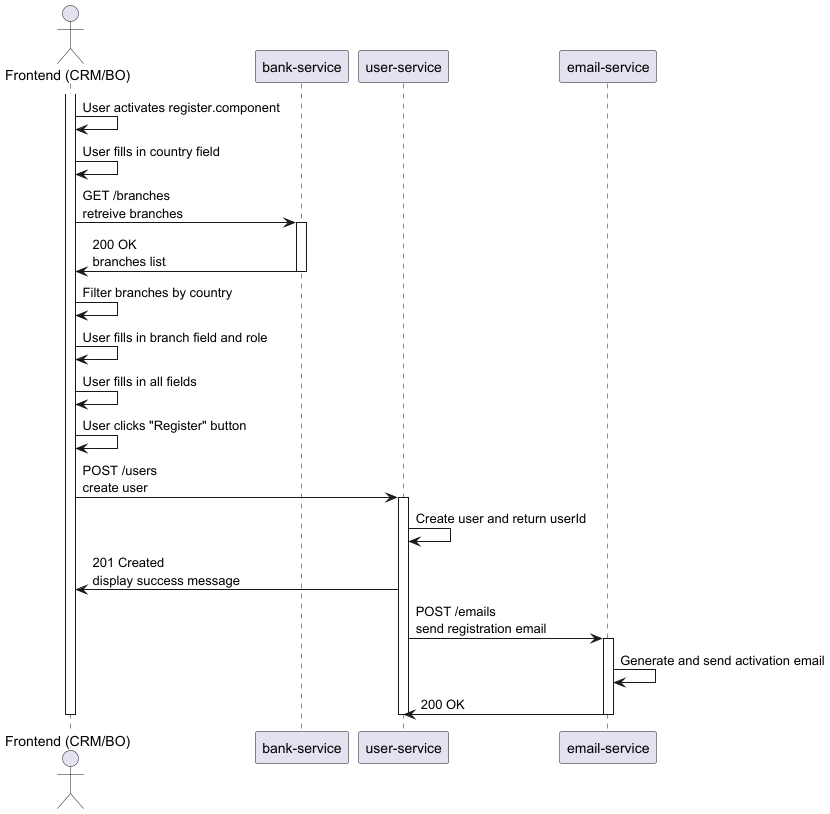 Frontend (CRM/BO)
bank-service
user-service
email-service
User activates register.component
User fills in country field
GET /branches
retreive branches
200 OK
branches list
Filter branches by country
User fills in branch field and role
User fills in all fields
User clicks "Register" button
POST /users
create user
Create user and return userId
201 Created
display success message
POST /emails
send registration email
Generate and send activation email
200 OK
Frontend (CRM/BO)
bank-service
user-service
email-service